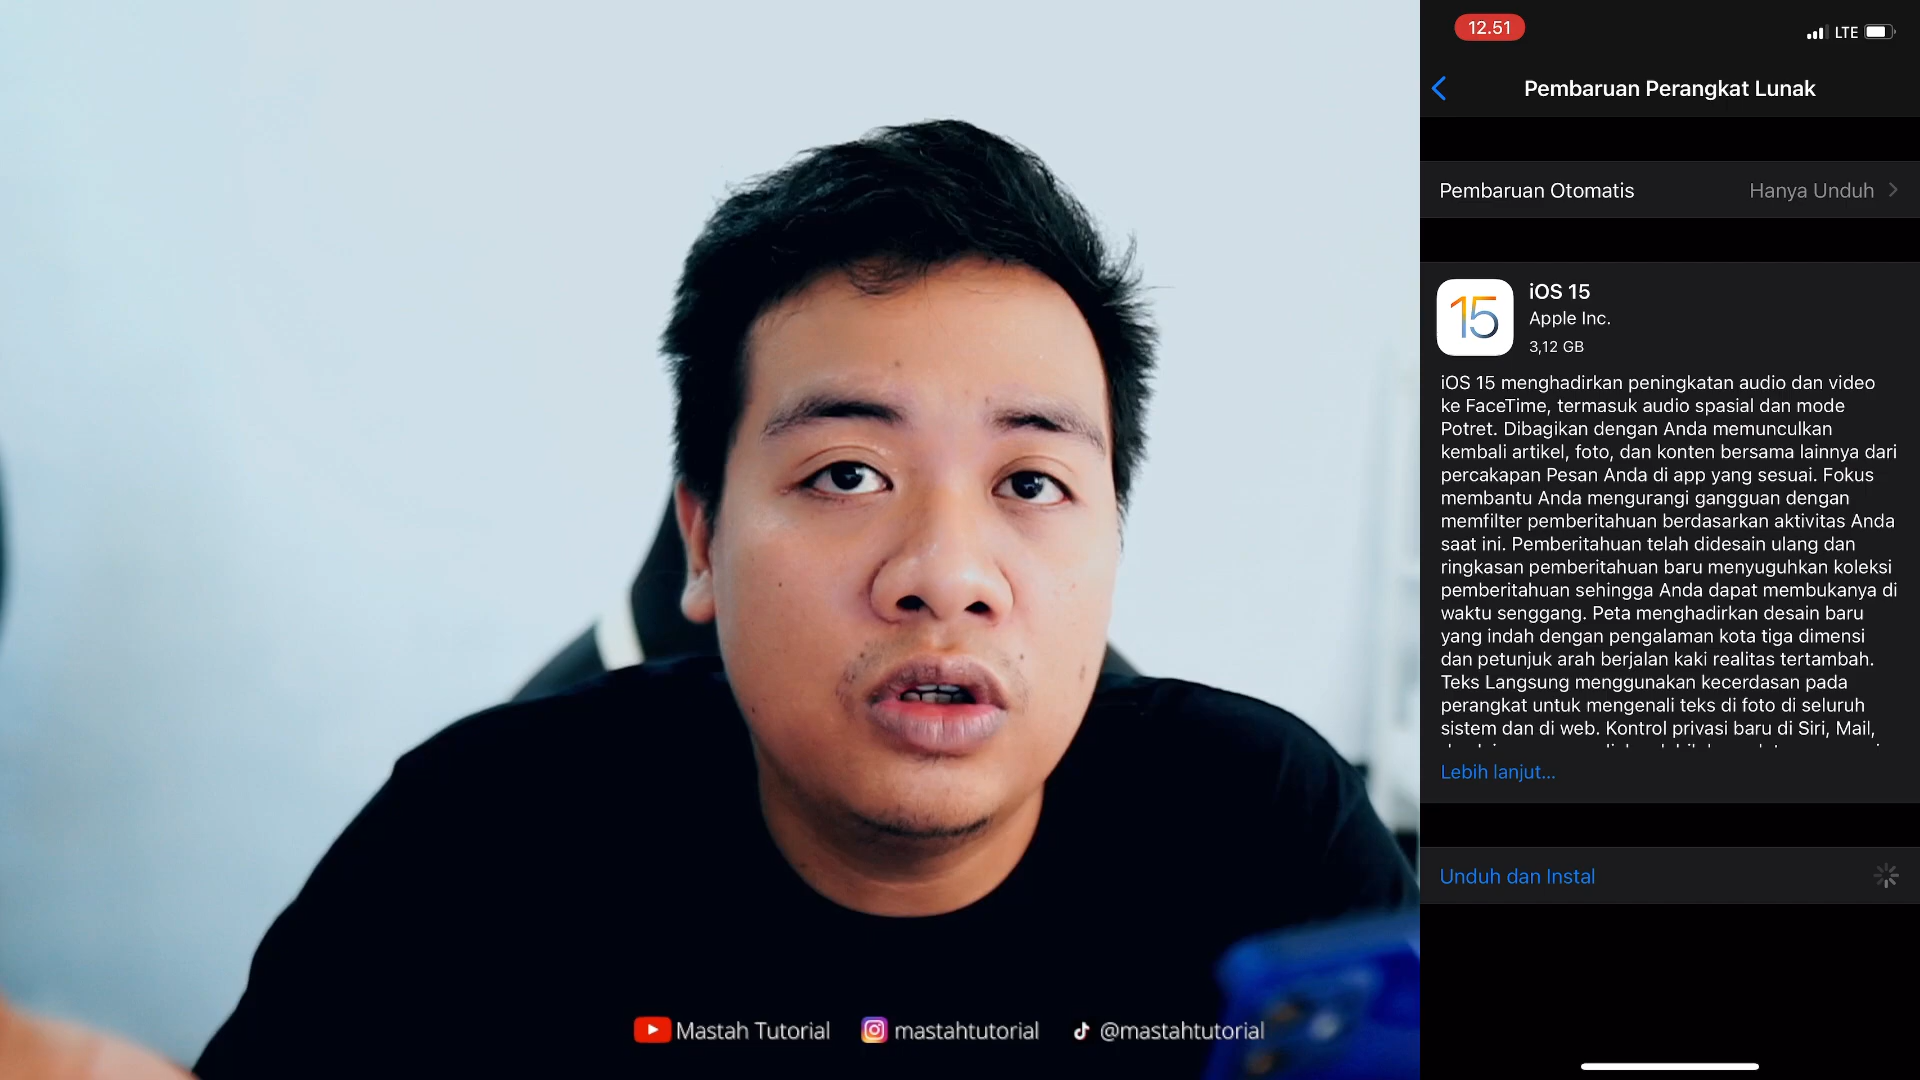 12.51
LTE
Pembaruan Perangkat Lunak
Pembaruan Otomatis
Hanya Unduh
15
iOS 15
Apple Inc.
3,12 GB
iOS 15 menghadirkan peningkatan audio dan video
ke FaceTime, termasuk audio spasial dan mode
Potret. Dibagikan dengan Anda memunculkan
kembali artikel, foto, dan konten bersama lainnya dari
percakapan Pesan Anda di app yang sesuai. Fokus
membantu Anda mengurangi gangguan dengan
memfilter pemberitahuan berdasarkan aktivitas Anda
saat ini. Pemberitahuan telah didesain ulang dan
ringkasan pemberitahuan baru menyuguhkan koleksi
pemberitahuan sehingga Anda dapat membukanya di
waktu senggang. Peta menghadirkan desain baru
yang indah dengan pengalaman kota tiga dimensi
dan petunjuk arah berjalan kaki realitas tertambah.
Teks Langsung menggunakan kecerdasan pada
perangkat untuk mengenali teks di foto di seluruh
sistem dan di web. Kontrol privasi baru di Siri, Mail,
Lebih lanjut...
Unduh dan Instal
Mastah Tutorial
mastahtutorial
@mastahtutorial